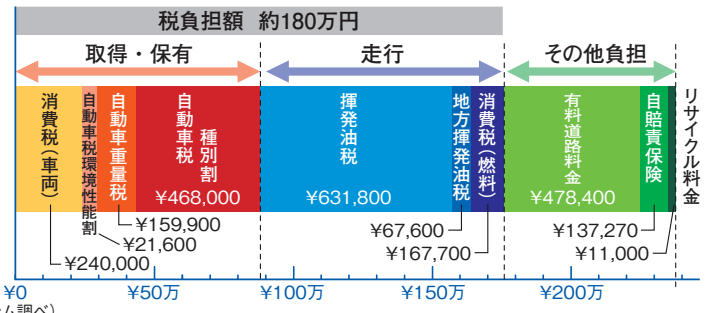 税負担額 約180万円
取得・保有
走行
その他負担
消費税(車両)
自動車税環境性能割
自動車重量税
自動車税 種別割
揮発油税
地方揮発油税
消費税(燃料)
有料道路料金
自賠責保険
リサイクル料金
¥468,000
¥631,800
¥478,400
¥159,900
¥67,600
¥137,270
¥21,600
¥167,700
¥11,000
¥240,000
¥0
¥50万
¥100万
¥150万
¥200万
ム調べ)